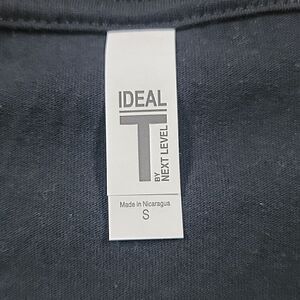 IDEAL
T
BY
NEXT LEVEL
Made in Nicaragua
S